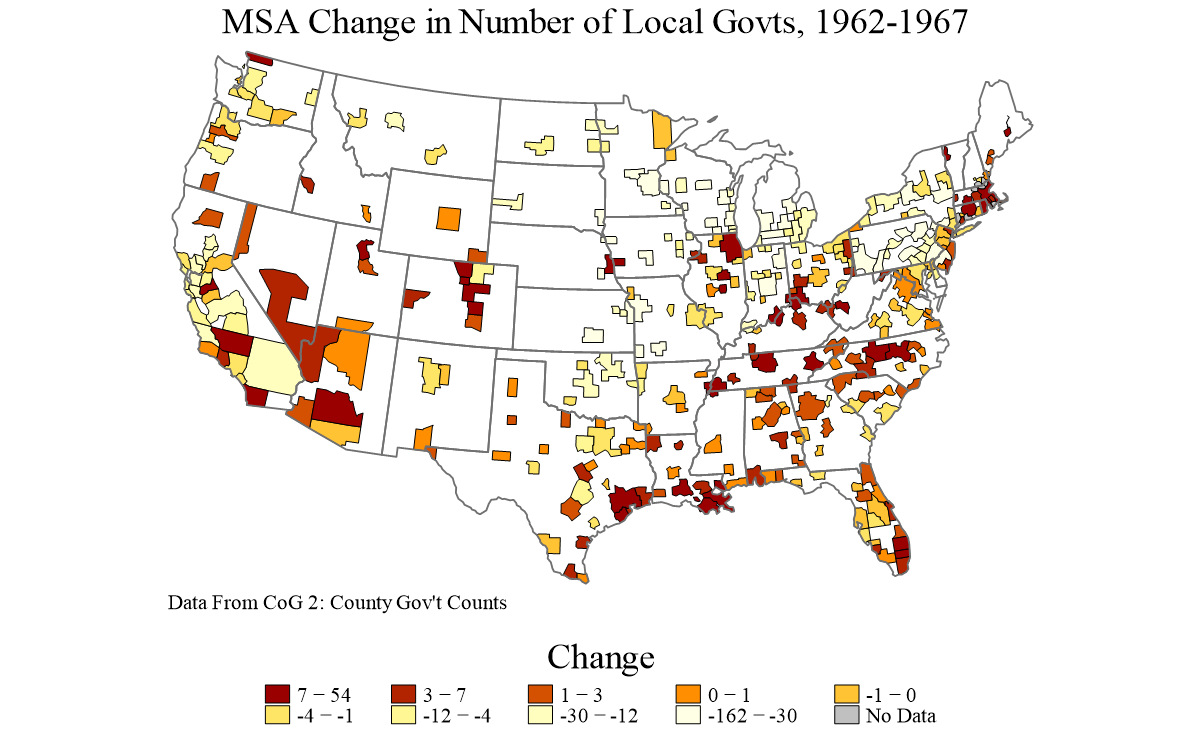 MSA Change in Number of Local Govts, 1962-1967
Data From CoG 2: County Gov't Counts
Change
7 − 54 3 − 7 1 − 3 0 − 1 -1 − 0
-4 − -1 -12 − -4 -30 − -12 -162 − -30 No Data